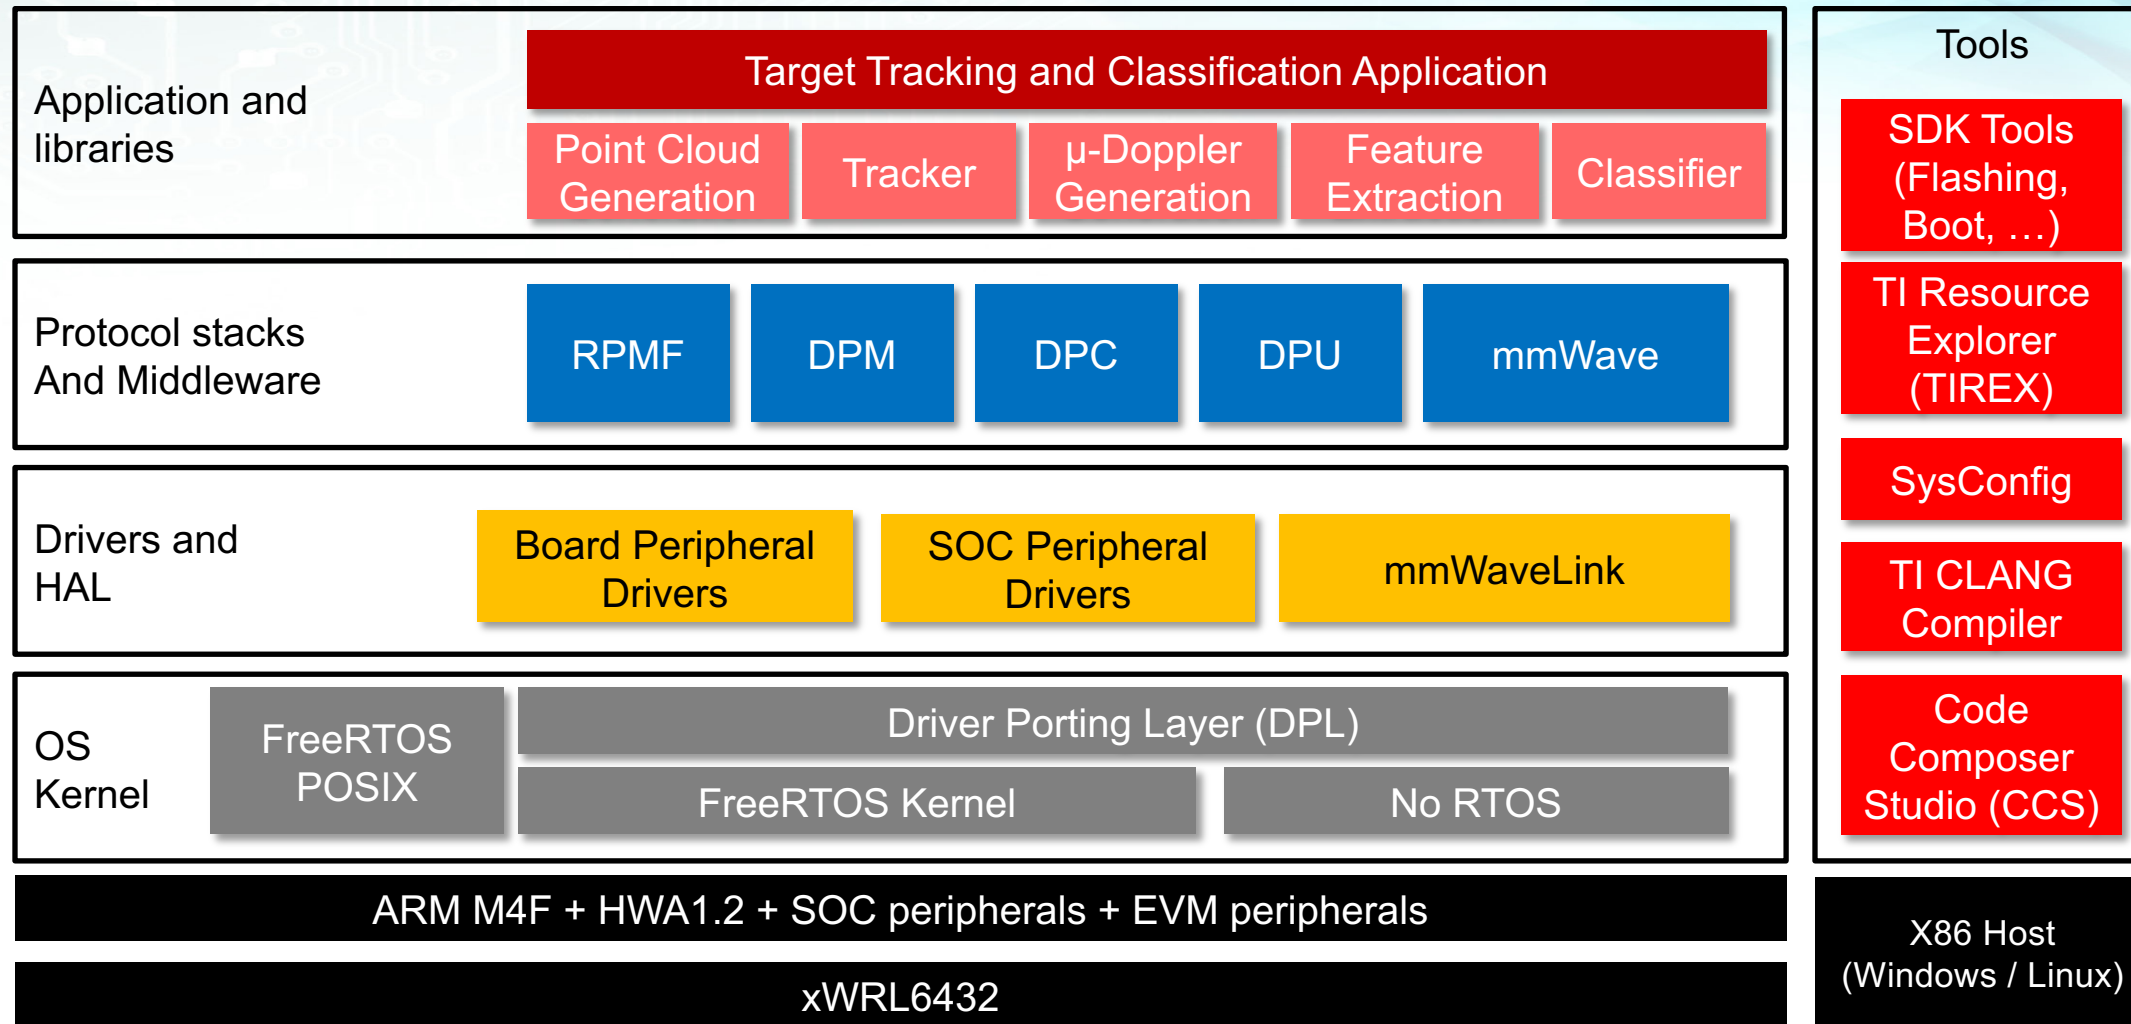 Application and
libraries
Target Tracking and Classification Application
Point Cloud
Generation
Tracker
µ-Doppler
Generation
Feature
Extraction
Classifier
Protocol stacks
And Middleware
RPMF
DPM
DPC
DPU
mmWave
Drivers and
HAL
Board Peripheral
Drivers
SOC Peripheral
Drivers
mmWaveLink
OS
Kernel
FreeRTOS
POSIX
Driver Porting Layer (DPL)
FreeRTOS Kernel
No RTOS
ARM M4F + HWA1.2 + SOC peripherals + EVM peripherals
xWRL6432
Tools
SDK Tools
(Flashing,
Boot, …)
TI Resource
Explorer
(TIREX)
SysConfig
TI CLANG
Compiler
Code
Composer
Studio (CCS)
X86 Host
(Windows / Linux)